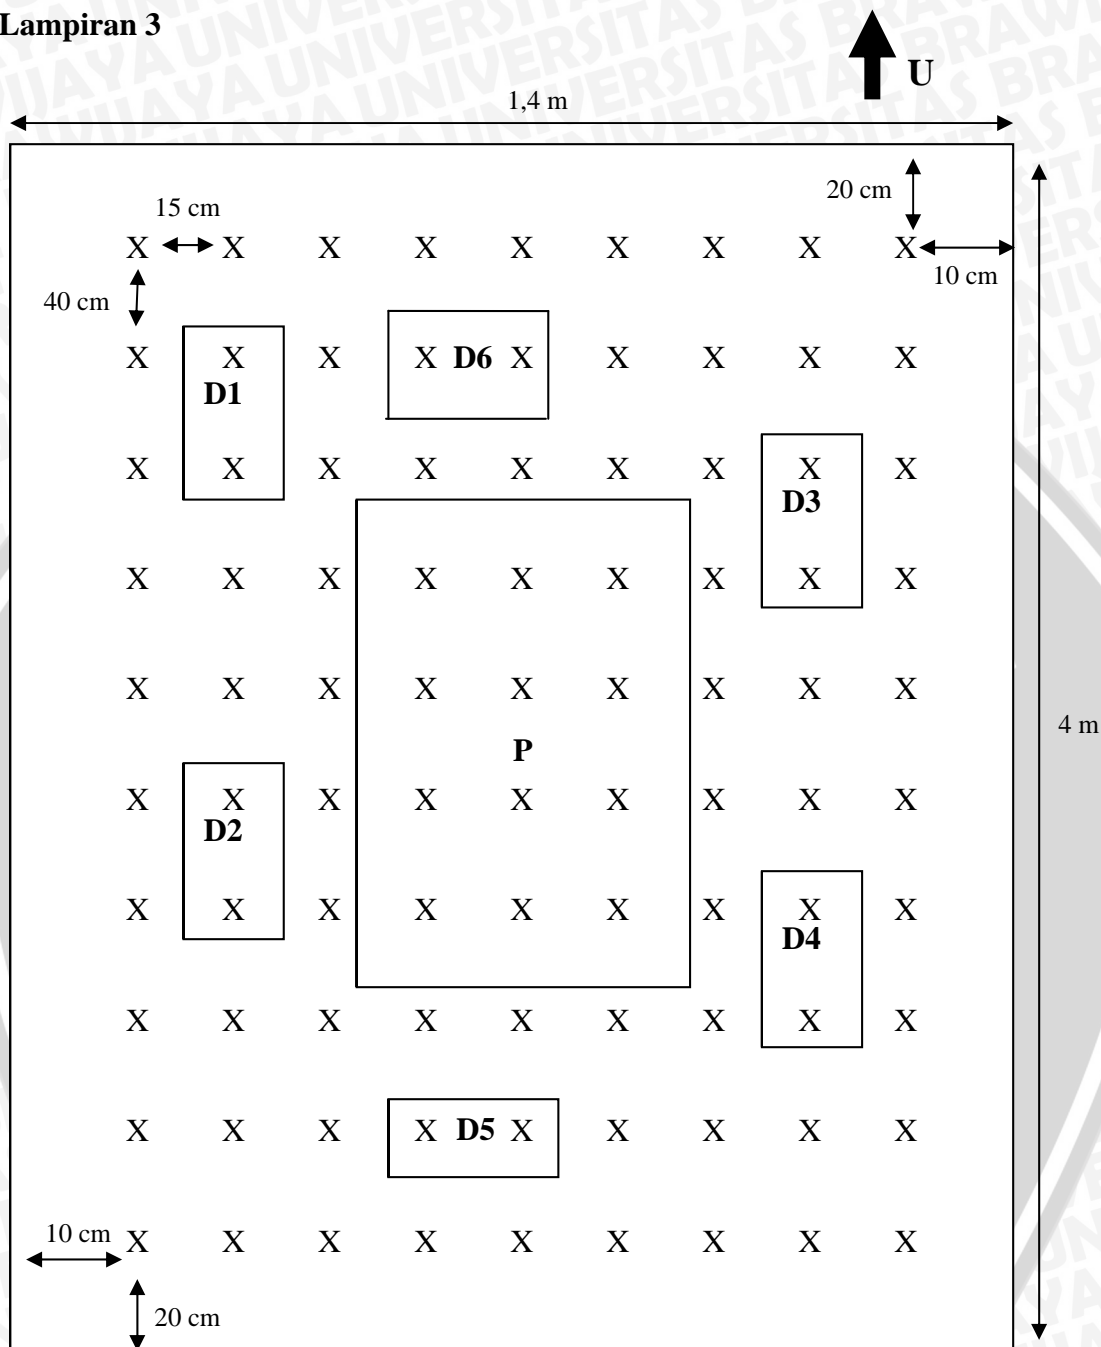 Lampiran 3
U
1,4 m
20 cm
15 cm
X X X X X X X X X
10 cm
40 cm
X X X X D6 X X X X X
D1
X X X X X X X X X
D3
X X X X X X X X X
X X X X X X X X X
4 m
P
X X X X X X X X X
D2
X X X X X X X X X
D4
X X X X X X X X X
X X X X D5 X X X X X
10 cm
X X X X X X X X X
20 cm